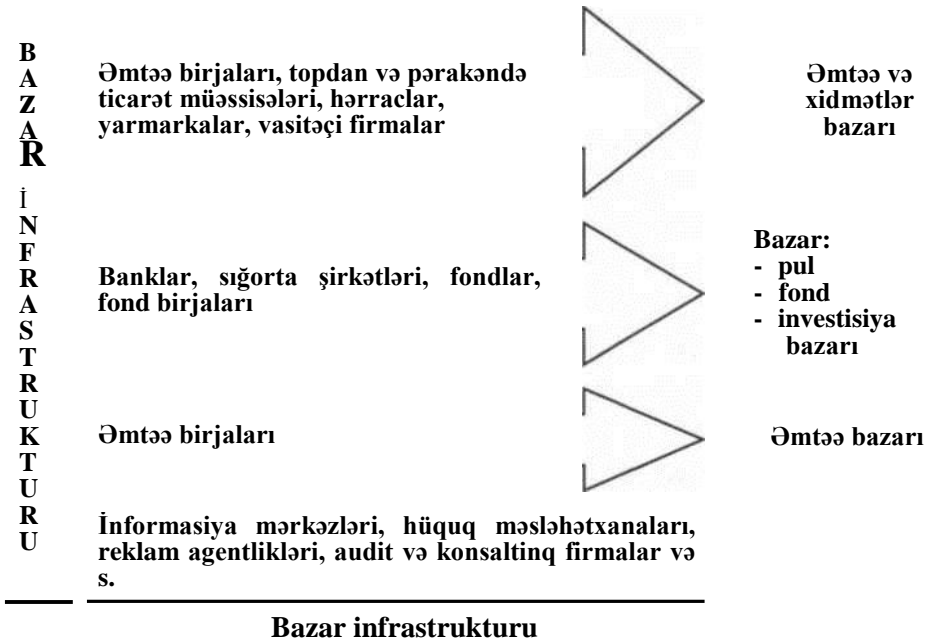 BAZAR İNFRASTRUKTURU
Əmtəə birjaları, topdan və pərakəndə
ticarət müəssisələri, hərraclar,
yarmarkalar, vasitəçi firmalar
Əmtəə və
xidmətlər
bazarı
Banklar, sığorta şirkətləri, fondlar,
fond birjaları
Bazar:
- pul
- fond
- investisiya
bazarı
Əmtəə birjaları
Əmtəə bazarı
İnformasiya mərkəzləri, hüquq məsləhətxanaları,
reklam agentlikləri, audit və konsaltinq firmalar və
s.
Bazar infrastrukturu